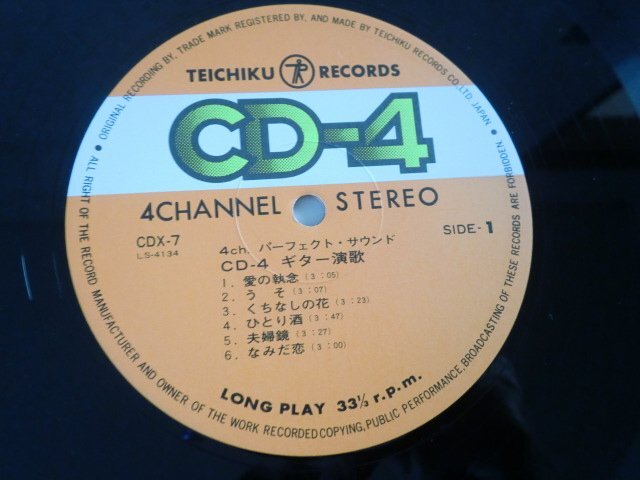 • ORIGINAL RECORDING BY, TRADE MARK REGISTERED BY, AND MADE BY TEICHIKU RECORDS CO., LTD. JAPAN •
TEICHIKU RECORDS
CD-4
4CHANNEL STEREO
CDX-7
LS-4134
SIDE-1
4ch. パーフェクト・サウンド
CD-4 ギター演歌
1. 愛の執念 (3:05)
2. うそ (3:07)
3. くちなしの花 (3:23)
4. ひとり酒 (3:47)
5. 夫婦鏡 (3:27)
6. なみだ恋 (3:00)
LONG PLAY 33⅓ r.p.m.
• ALL RIGHT OF THE RECORD MANUFACTURER AND OWNER OF THE WORK RECORDED COPYING, PUBLIC PERFORMANCE, BROADCASTING OF THESE RECORDS ARE FORBIDDEN. •